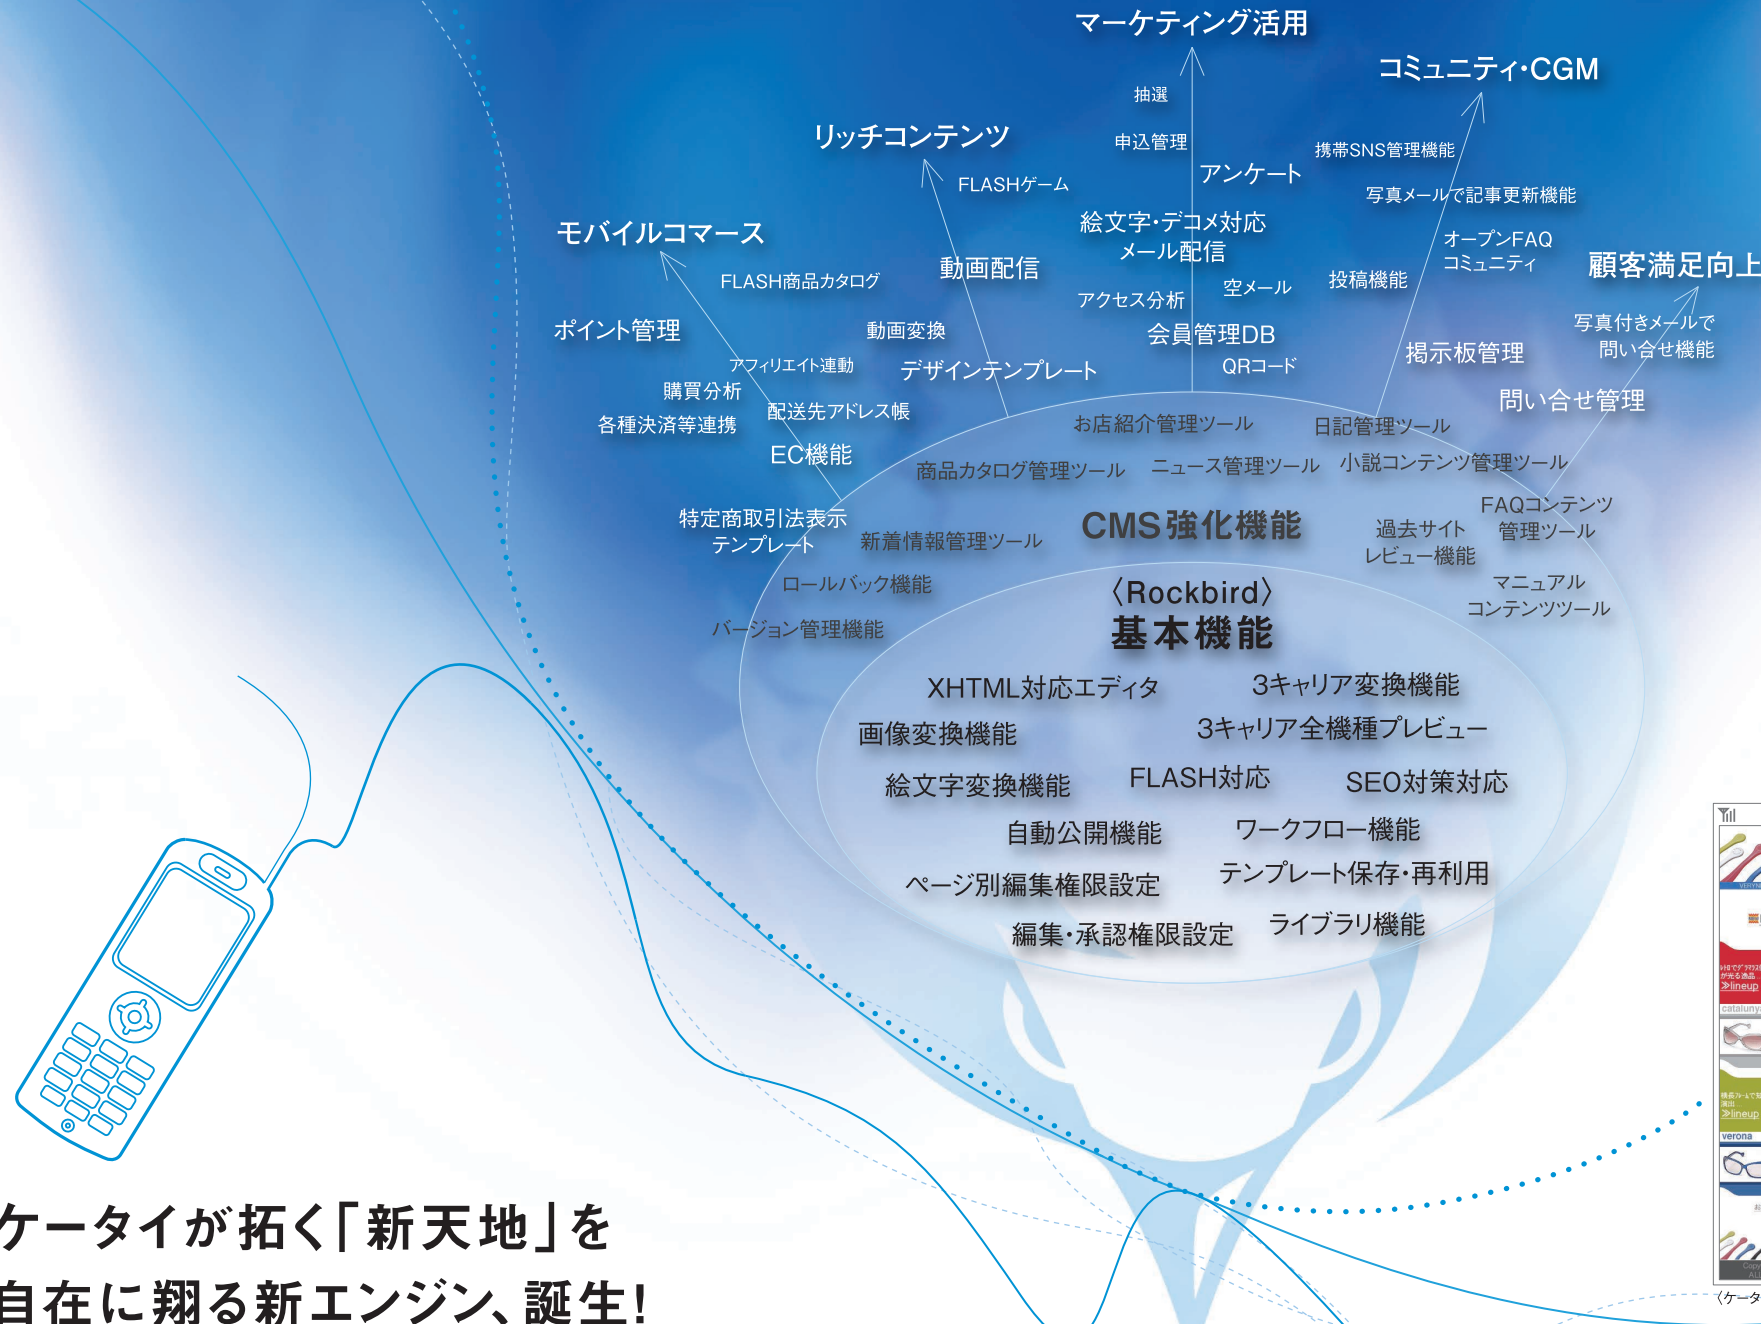 マーケティング活用
抽選
申込管理
アンケート
絵文字・デコメ対応
メール配信
アクセス分析
空メール
会員管理DB
QRコード
コミュニティ・CGM
携帯SNS管理機能
写真メールで記事更新機能
オープンFAQ
コミュニティ
投稿機能
掲示板管理
リッチコンテンツ
FLASHゲーム
動画配信
動画変換
デザインテンプレート
モバイルコマース
FLASH商品カタログ
ポイント管理
アフィリエイト連動
購買分析
配送先アドレス帳
各種決済等連携
EC機能
特定商取引法表示
テンプレート
顧客満足向上
写真付きメールで
問い合せ機能
問い合せ管理
お店紹介管理ツール
日記管理ツール
商品カタログ管理ツール
ニュース管理ツール
小説コンテンツ管理ツール
CMS強化機能
新着情報管理ツール
過去サイト
レビュー機能
FAQコンテンツ
管理ツール
ロールバック機能
マニュアル
コンテンツツール
バージョン管理機能
〈Rockbird〉
基本機能
XHTML対応エディタ
3キャリア変換機能
画像変換機能
3キャリア全機種プレビュー
絵文字変換機能
FLASH対応
SEO対策対応
自動公開機能
ワークフロー機能
ページ別編集権限設定
テンプレート保存・再利用
編集・承認権限設定
ライブラリ機能
ケータイが拓く「新天地」を
自在に翔る新エンジン、誕生!
が光る逸品
≫lineup
≫lineup
verona
〈ケータ